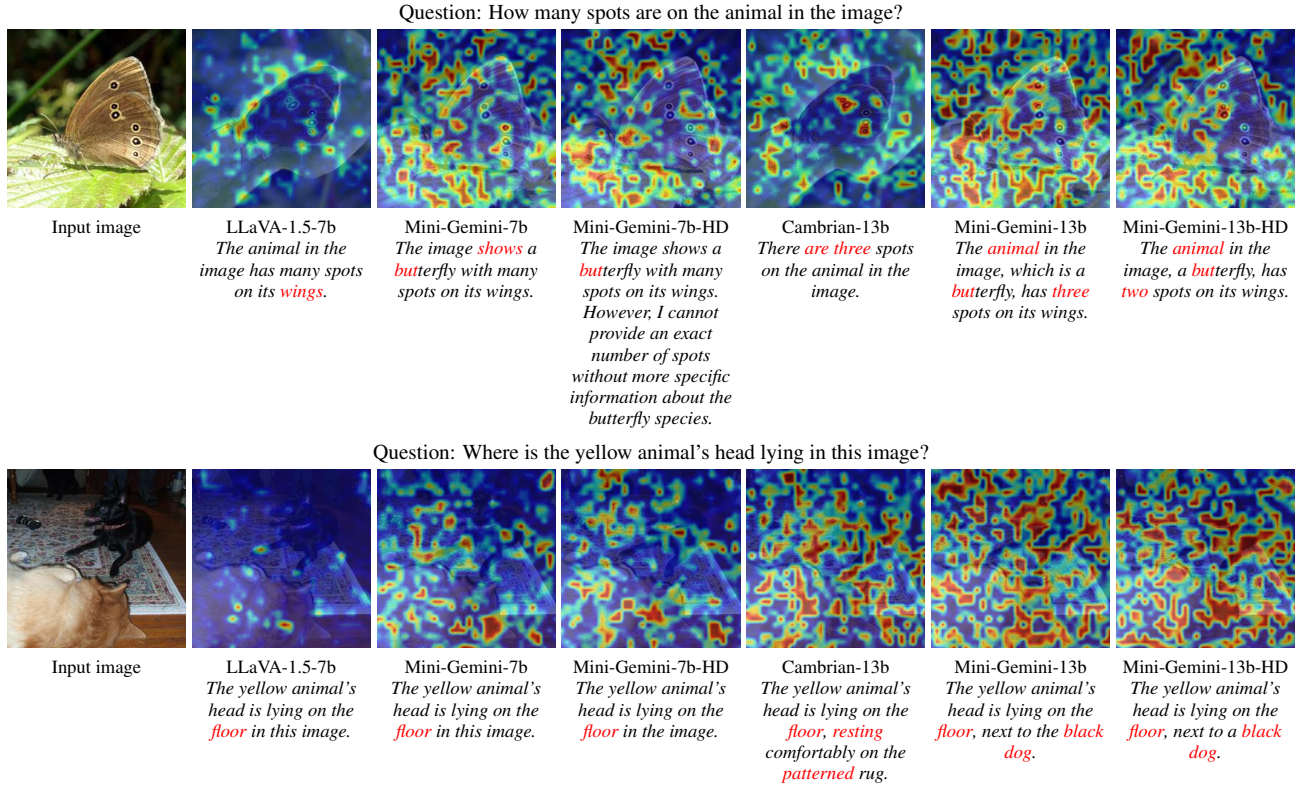 Question: How many spots are on the animal in the image?
Input image
LLaVA-1.5-7b
The animal in the
image has many spots
on its wings.
Mini-Gemini-7b
The image shows a
butterfly with many
spots on its wings.
Mini-Gemini-7b-HD
The image shows a
butterfly with many
spots on its wings.
However, I cannot
provide an exact
number of spots
without more specific
information about the
butterfly species.
Cambrian-13b
There are three spots
on the animal in the
image.
Mini-Gemini-13b
The animal in the
image, which is a
butterfly, has three
spots on its wings.
Mini-Gemini-13b-HD
The animal in the
image, a butterfly, has
two spots on its wings.
Question: Where is the yellow animal's head lying in this image?
Input image
LLaVA-1.5-7b
The yellow animal's
head is lying on the
floor in this image.
Mini-Gemini-7b
The yellow animal's
head is lying on the
floor in this image.
Mini-Gemini-7b-HD
The yellow animal's
head is lying on the
floor in the image.
Cambrian-13b
The yellow animal's
head is lying on the
floor, resting
comfortably on the
patterned rug.
Mini-Gemini-13b
The yellow animal's
head is lying on the
floor, next to the black
dog.
Mini-Gemini-13b-HD
The yellow animal's
head is lying on the
floor, next to a black
dog.